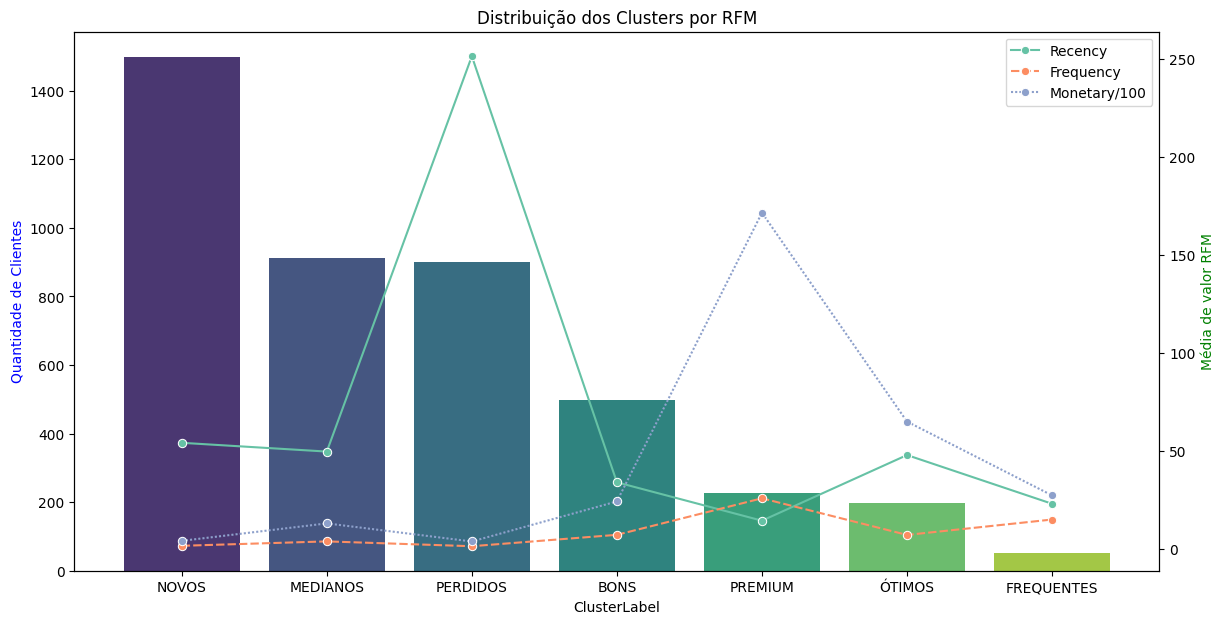 Distribuição dos Clusters por RFM
Recency
Frequency
Monetary/100
Quantidade de Clientes
1400
1200
1000
800
600
400
200
0
250
200
150
100
50
0
Média de valor RFM
NOVOS
MEDIANOS
PERDIDOS
BONS
PREMIUM
ÓTIMOS
FREQUENTES
ClusterLabel